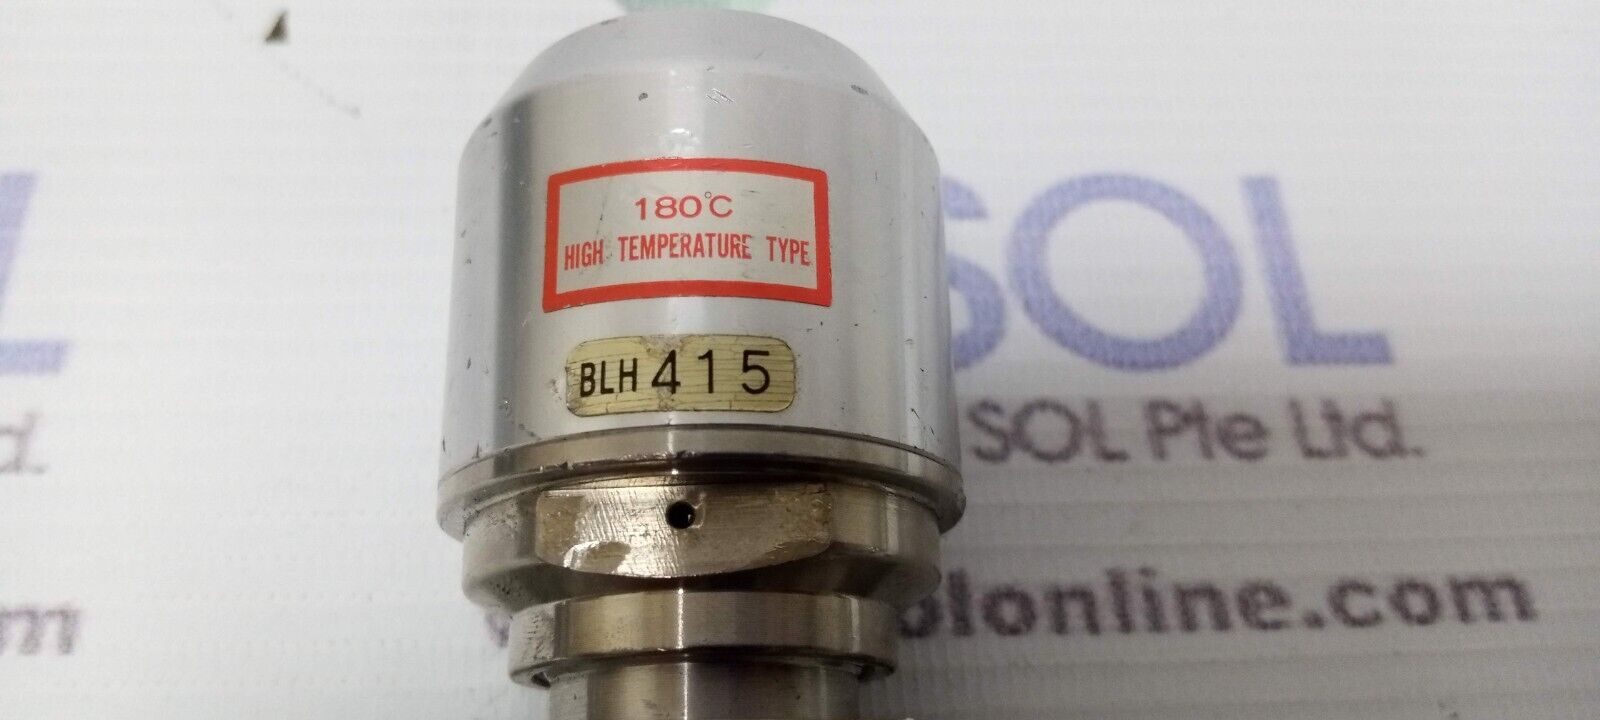 180°C
HIGH TEMPERATURE TYPE
BLH 415
SOL
SOL Pte Ltd.
olonline.com